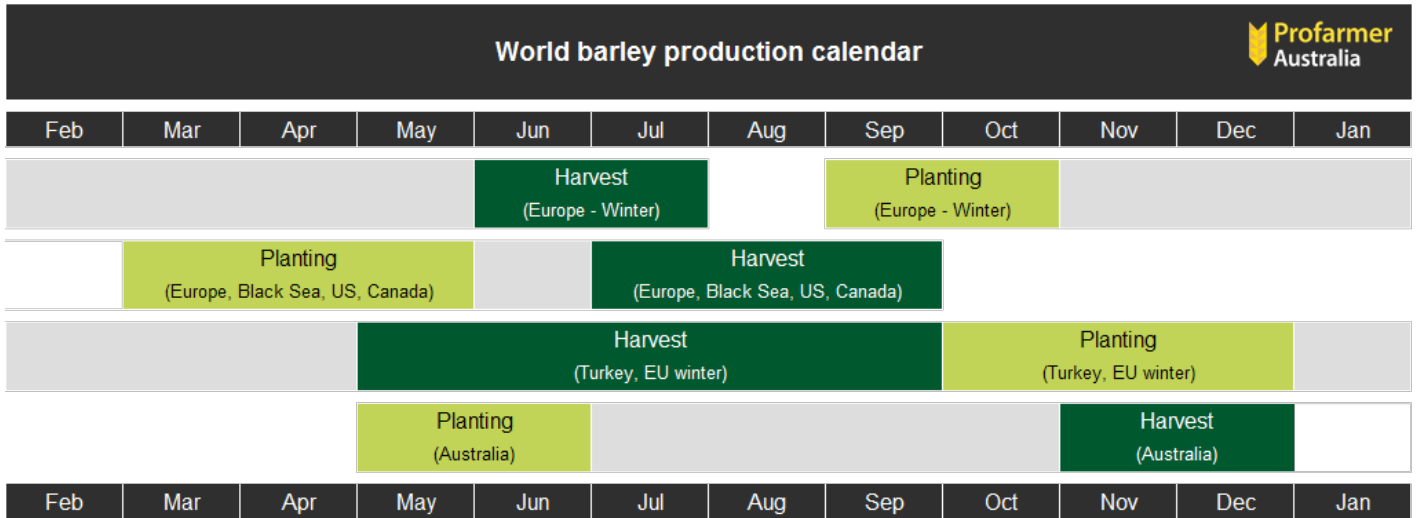 World barley production calendar
Profarmer
Australia
Feb Mar Apr May Jun Jul Aug Sep Oct Nov Dec Jan
Harvest Planting
(Europe - Winter) (Europe - Winter)
Planting Harvest
(Europe, Black Sea, US, Canada) (Europe, Black Sea, US, Canada)
Harvest Planting
(Turkey, EU winter) (Turkey, EU winter)
Planting Harvest
(Australia) (Australia)
Feb Mar Apr May Jun Jul Aug Sep Oct Nov Dec Jan